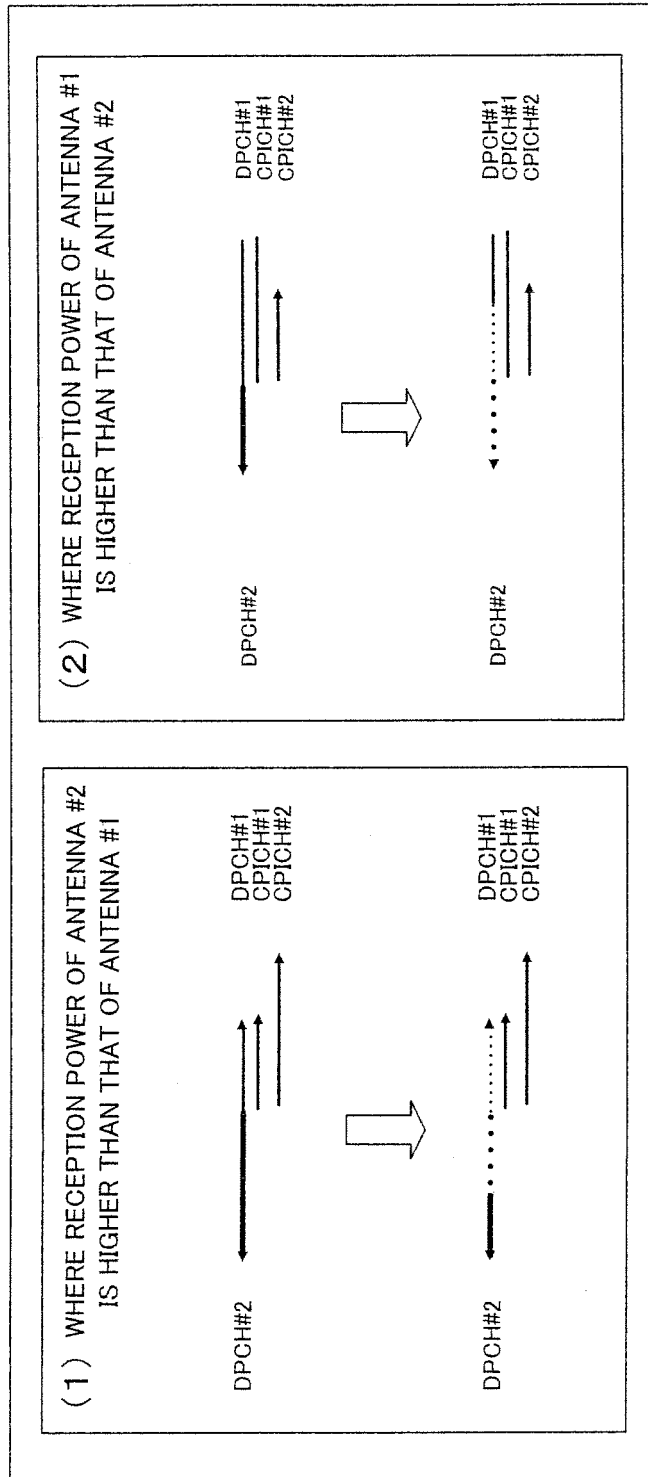 (1) WHERE RECEPTION POWER OF ANTENNA #2
IS HIGHER THAN THAT OF ANTENNA #1
DPCH#2
DPCH#1
CPICH#1
CPICH#2
DPCH#2
DPCH#1
CPICH#1
CPICH#2
(2) WHERE RECEPTION POWER OF ANTENNA #1
IS HIGHER THAN THAT OF ANTENNA #2
DPCH#2
DPCH#1
CPICH#1
CPICH#2
DPCH#2
DPCH#1
CPICH#1
CPICH#2